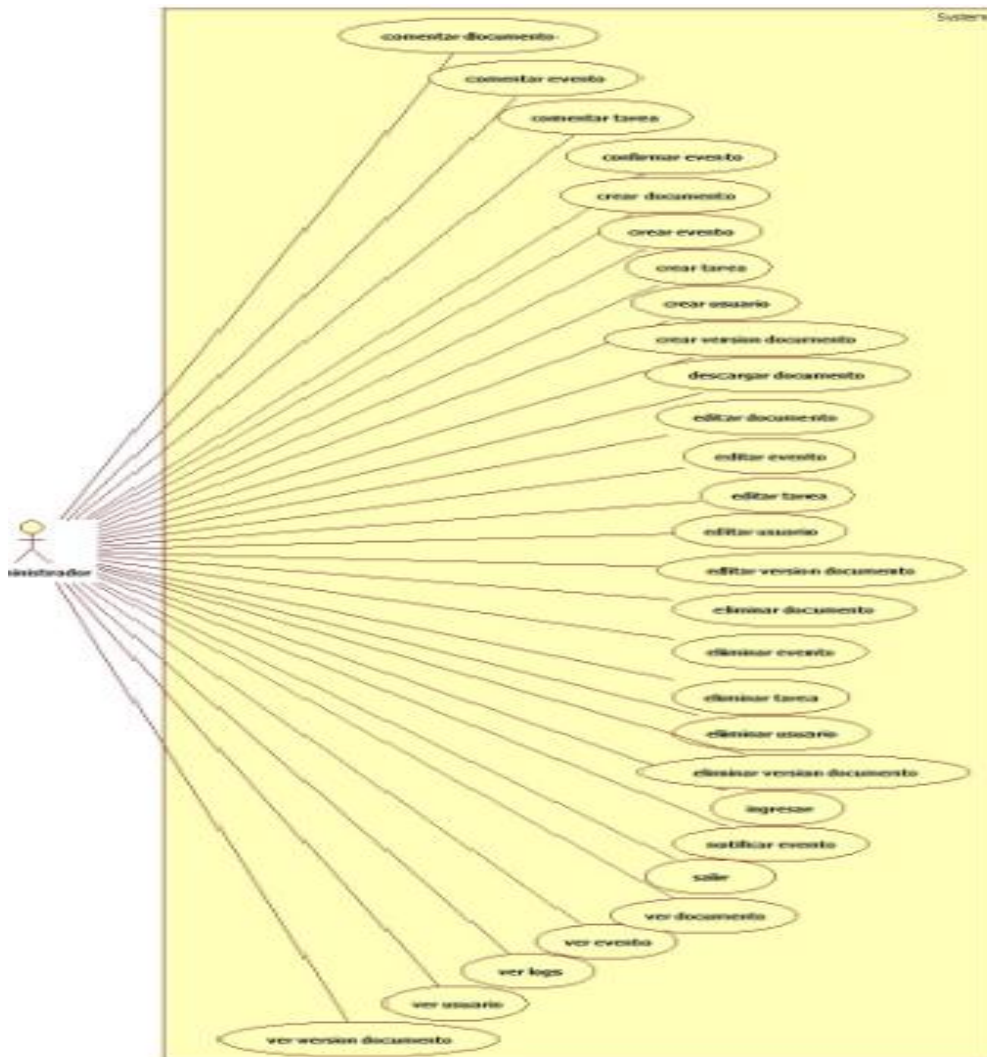 System
comentar documento
comentar evento
comentar tarea
confirmar evento
crear documento
crear evento
crear tarea
crear usuario
crear version documento
descargar documento
editar documento
editar evento
editar tarea
editar usuario
ministrador
editar version documento
eliminar documento
eliminar evento
eliminar tarea
eliminar usuario
eliminar version documento
ingresar
notificar evento
salir
ver documento
ver evento
ver logs
ver usuario
ver version documento